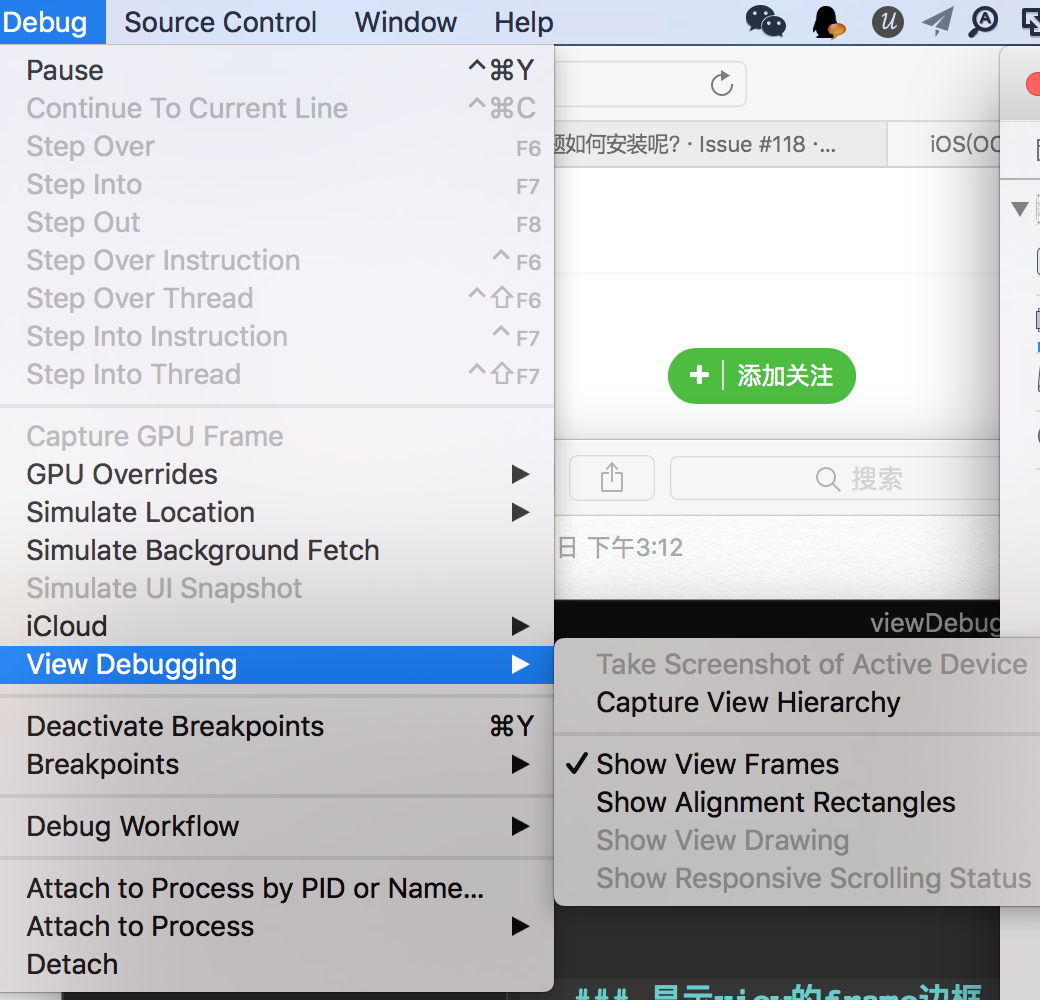 Debug Source Control Window Help
Pause ^⌘Y
Continue To Current Line ^⌘C
Step Over F6
Step Into F7
Step Out F8
Step Over Instruction ^F6
Step Over Thread ^⇧F6
Step Into Instruction ^F7
Step Into Thread ^⇧F7
Capture GPU Frame
GPU Overrides
Simulate Location
Simulate Background Fetch
Simulate UI Snapshot
iCloud
View Debugging
Deactivate Breakpoints ⌘Y
Breakpoints
Debug Workflow
Attach to Process by PID or Name...
Attach to Process
Detach
Take Screenshot of Active Device
Capture View Hierarchy
Show View Frames
Show Alignment Rectangles
Show View Drawing
Show Responsive Scrolling Status
题如何安装呢? · Issue #118 ·...
iOS(OC
添加关注
搜索
日 下午3:12
viewDebug
### 显示view的frame边框